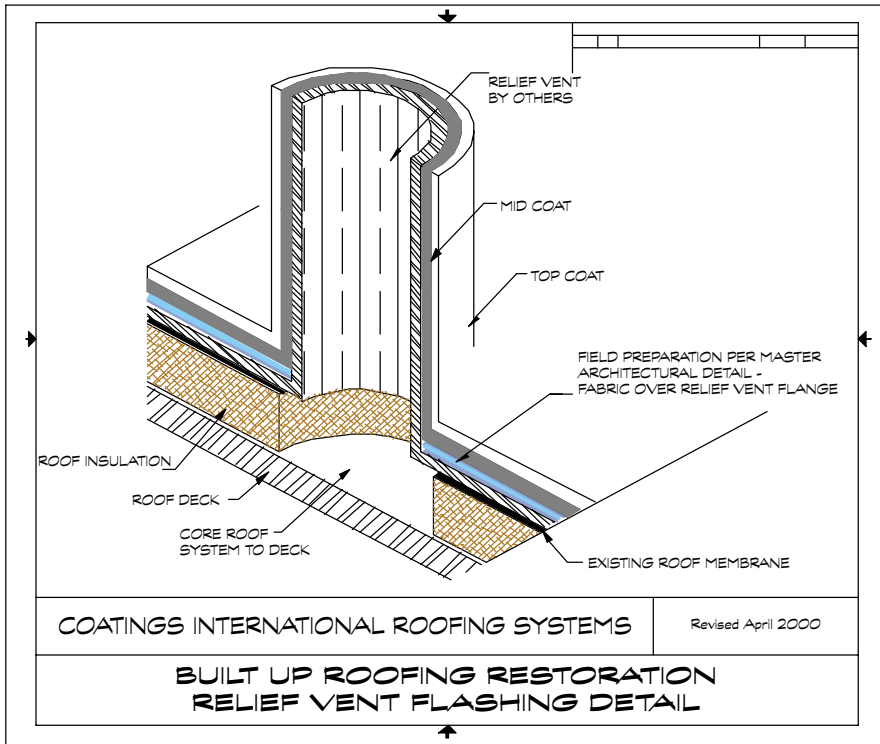 RELIEF VENT
BY OTHERS
MID COAT
TOP COAT
FIELD PREPARATION PER MASTER
ARCHITECTURAL DETAIL -
FABRIC OVER RELIEF VENT FLANGE
ROOF INSULATION
ROOF DECK
CORE ROOF
SYSTEM TO DECK
EXISTING ROOF MEMBRANE
COATINGS INTERNATIONAL ROOFING SYSTEMS
Revised April 2000
BUILT UP ROOFING RESTORATION
RELIEF VENT FLASHING DETAIL